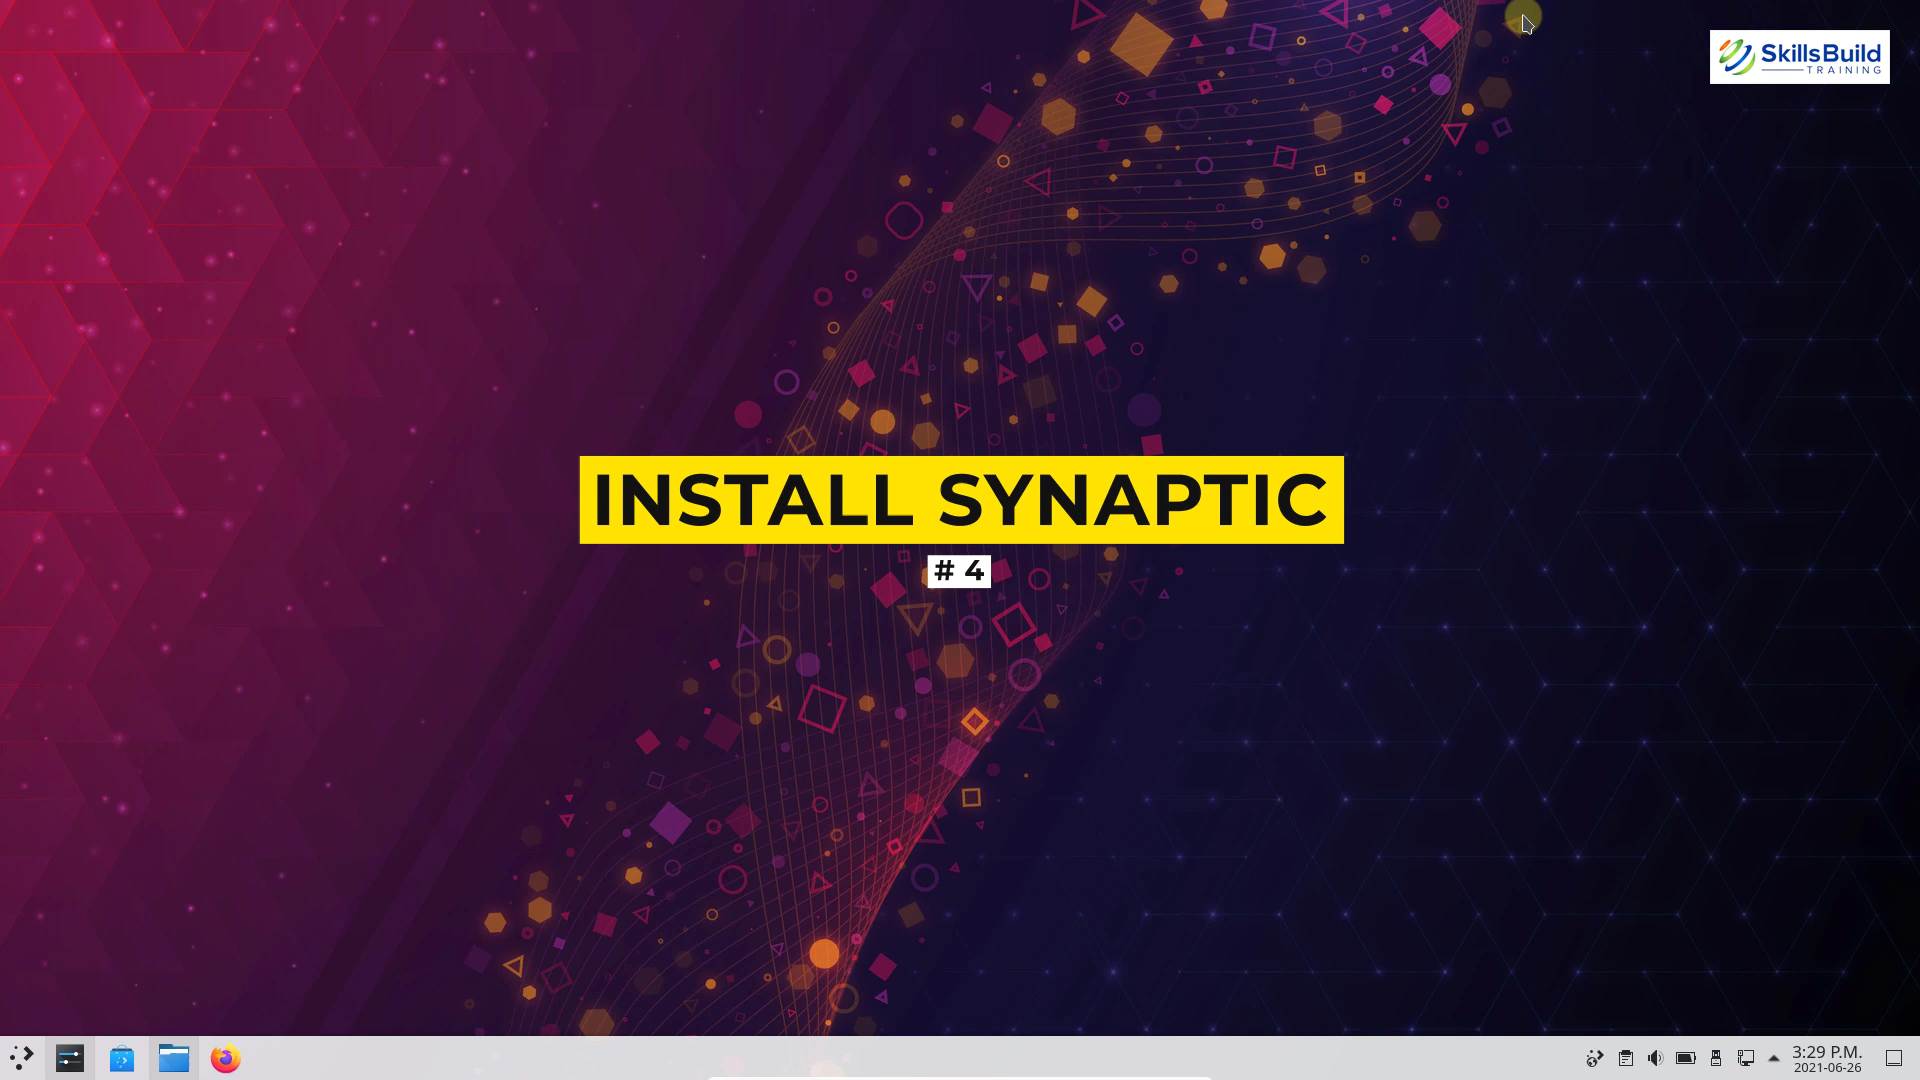 SkillsBuild
TRAINING
INSTALL SYNAPTIC
# 4
3:29 P.M.
2021-06-26